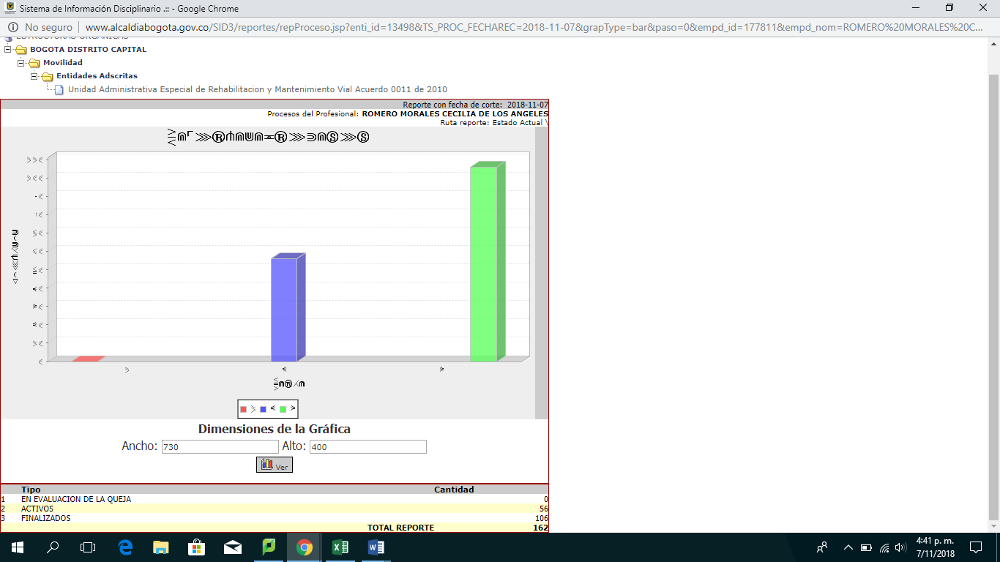 Sistema de Información Disciplinario .:: - Google Chrome
No seguro | www.alcaldiabogota.gov.co/SID3/reportes/repProceso.jsp?enti_id=13498&TS_PROC_FECHAREC=2018-11-07&grapType=bar&paso=0&empd_id=177811&empd_nom=ROMERO%20MORALES%20C...
ESTRUCTURAS ORGANICAS
BOGOTA DISTRITO CAPITAL
Movilidad
Entidades Adscritas
Unidad Administrativa Especial de Rehabilitacion y Mantenimiento Vial Acuerdo 0011 de 2010
Reporte con fecha de corte: 2018-11-07
Procesos del Profesional: ROMERO MORALES CECILIA DE LOS ANGELES
Ruta reporte: Estado Actual \
Dimensiones de la Gráfica
Ancho: 730 Alto: 400
Ver
Tipo Cantidad
1 EN EVALUACION DE LA QUEJA 0
2 ACTIVOS 56
3 FINALIZADOS 106
TOTAL REPORTE 162
4:41 p. m.
7/11/2018